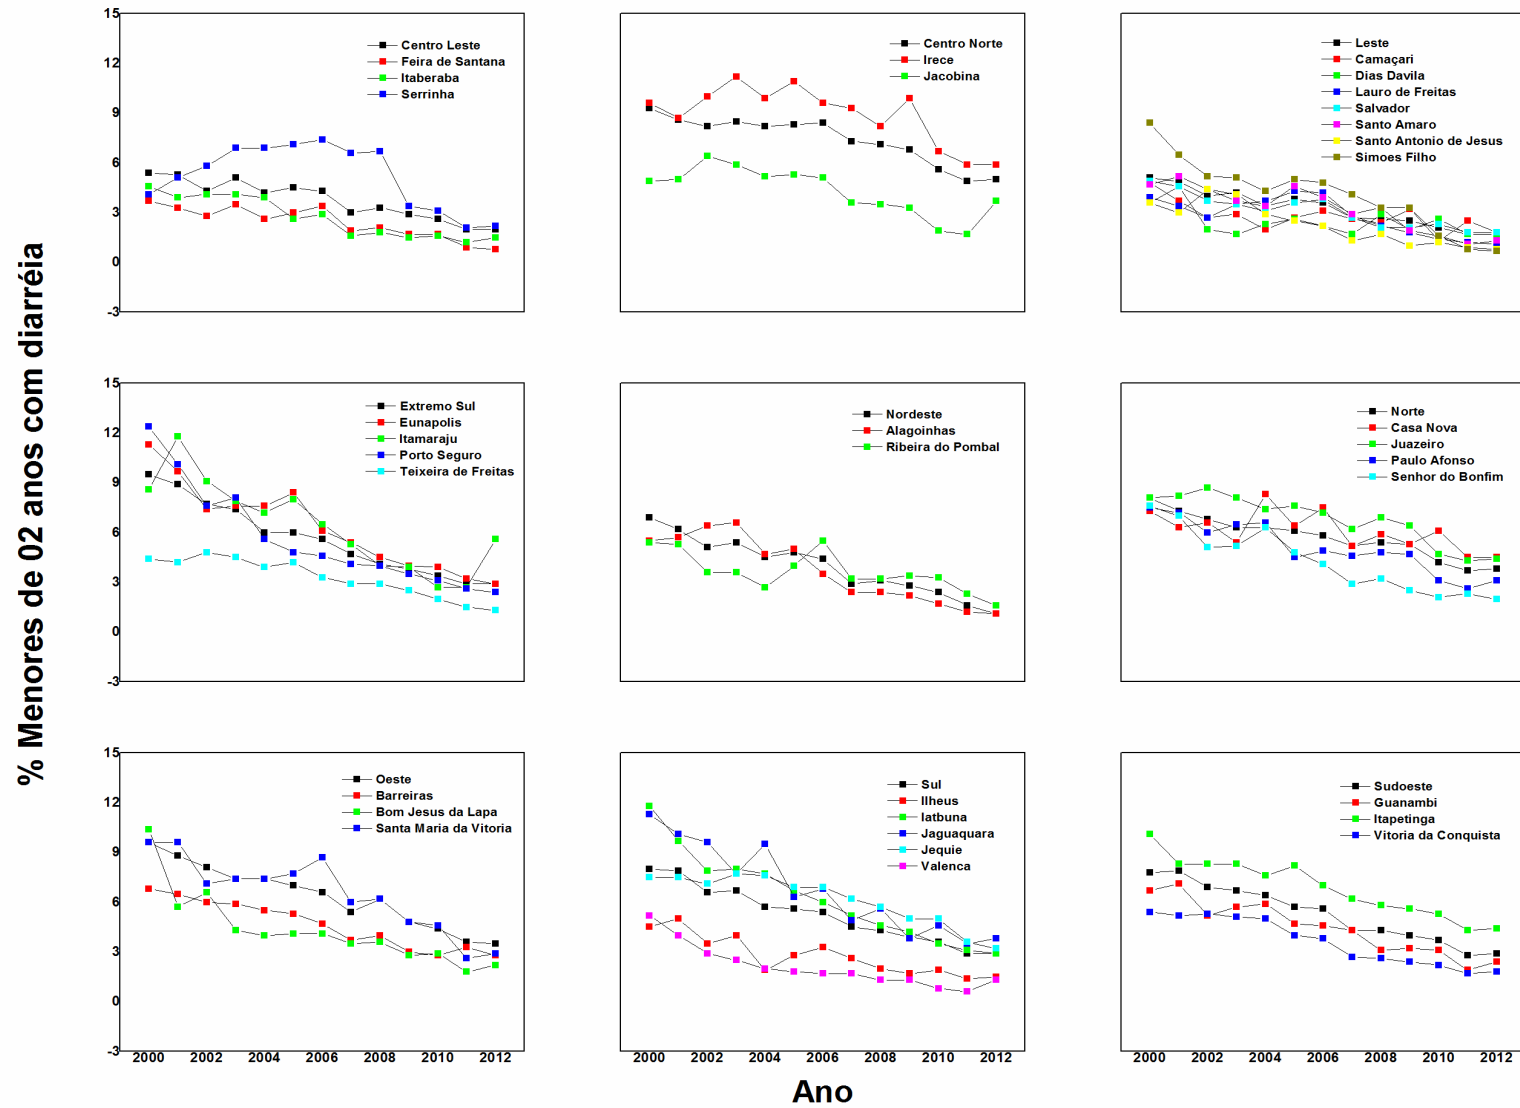 % Menores de 02 anos com diarréia
15
12
9
6
3
0
-3
Centro Leste
Feira de Santana
Itaberaba
Serrinha
Centro Norte
Irece
Jacobina
Leste
Camaçari
Dias Davila
Lauro de Freitas
Salvador
Santo Amaro
Santo Antonio de Jesus
Simoes Filho
15
12
9
6
3
0
-3
Extremo Sul
Eunapolis
Itamaraju
Porto Seguro
Teixeira de Freitas
Nordeste
Alagoinhas
Ribeira do Pombal
Norte
Casa Nova
Juazeiro
Paulo Afonso
Senhor do Bonfim
15
12
9
6
3
0
-3
Oeste
Barreiras
Bom Jesus da Lapa
Santa Maria da Vitoria
2000 2002 2004 2006 2008 2010 2012
Sul
Ilheus
Iatbuna
Jaguaquara
Jequie
Valenca
2000 2002 2004 2006 2008 2010 2012
Sudoeste
Guanambi
Itapetinga
Vitoria da Conquista
2000 2002 2004 2006 2008 2010 2012
Ano